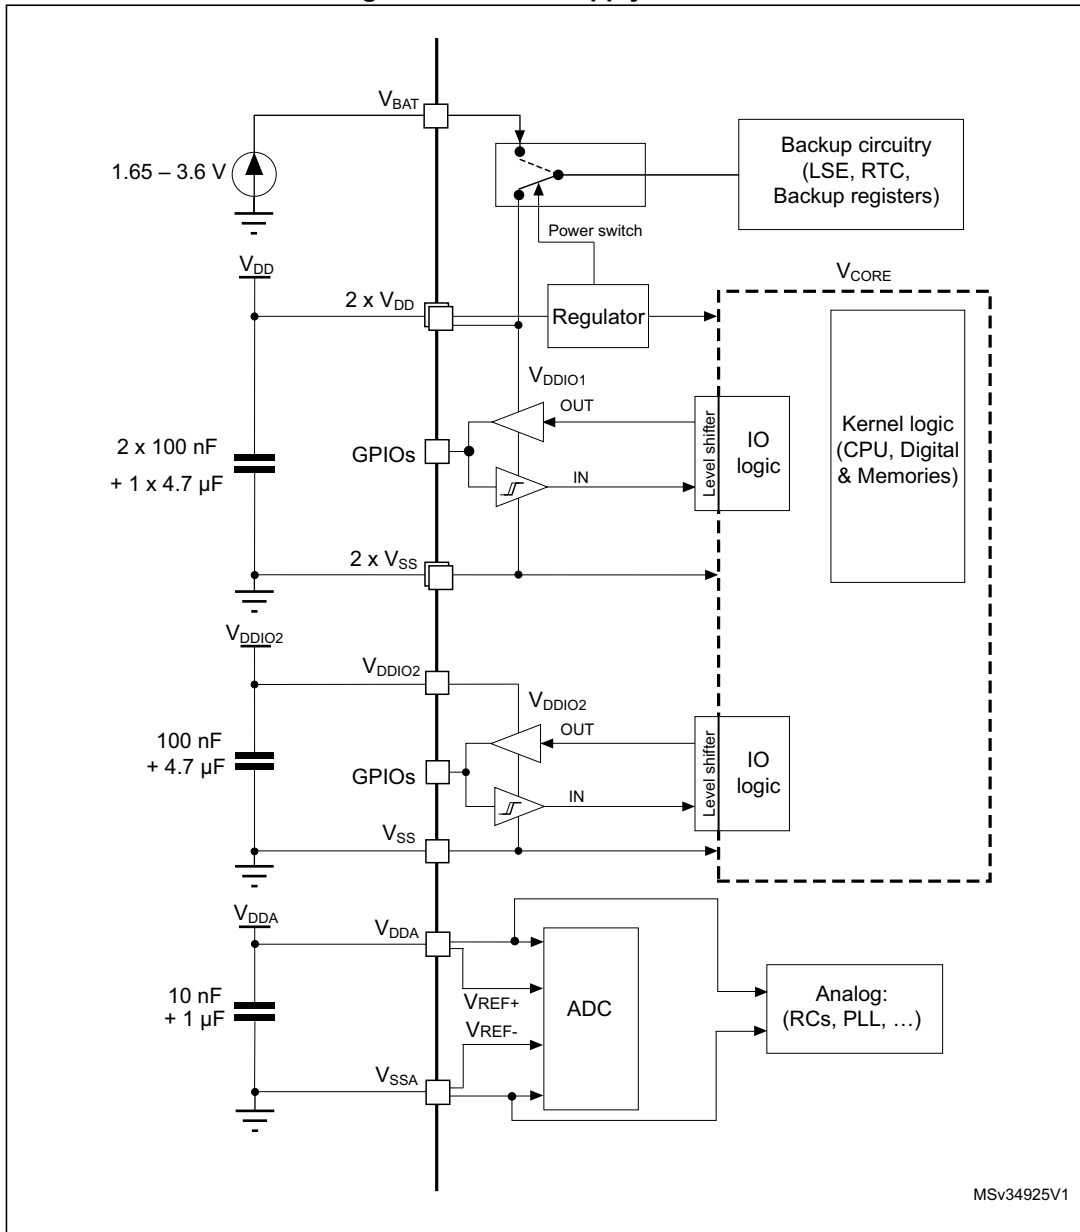 VBAT
1.65 – 3.6 V
Backup circuitry
(LSE, RTC,
Backup registers)
Power switch
VDD
2 x VDD
Regulator
VCORE
VDDIO1
OUT
2 x 100 nF
+ 1 x 4.7 µF
GPIOs
IN
Level shifter
IO
logic
Kernel logic
(CPU, Digital
& Memories)
2 x VSS
VDDIO2
VDDIO2
VDDIO2
OUT
100 nF
+ 4.7 µF
GPIOs
IN
Level shifter
IO
logic
VSS
VDDA
VDDA
10 nF
+ 1 µF
VREF+
VREF-
ADC
Analog:
(RCs, PLL, …)
VSSA
MSv34925V1